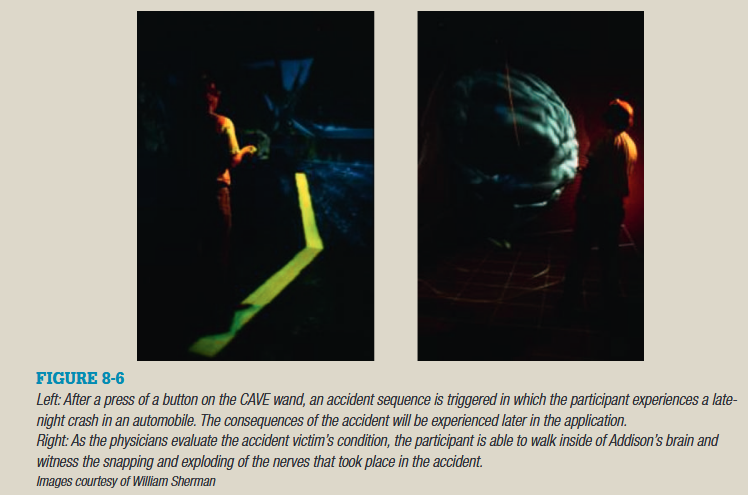 FIGURE 8-6
Left: After a press of a button on the CAVE wand, an accident sequence is triggered in which the participant experiences a late-
night crash in an automobile. The consequences of the accident will be experienced later in the application.
Right: As the physicians evaluate the accident victim's condition, the participant is able to walk inside of Addison's brain and
witness the snapping and exploding of the nerves that took place in the accident.
Images courtesy of William Sherman